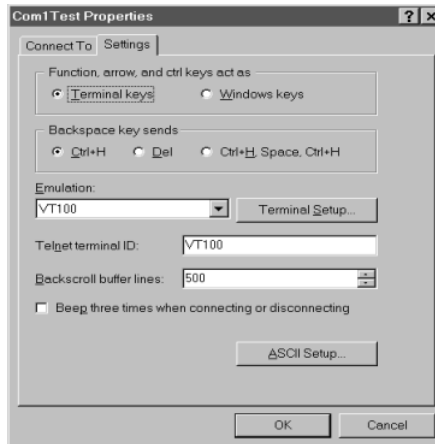 Com1Test Properties
Connect To Settings
Function, arrow, and ctrl keys act as
Terminal keys Windows keys
Backspace key sends
Ctrl+H Del Ctrl+H, Space, Ctrl+H
Emulation:
VT100 Terminal Setup...
Telnet terminal ID: VT100
Backscroll buffer lines: 500
Beep three times when connecting or disconnecting
ASCII Setup...
OK Cancel